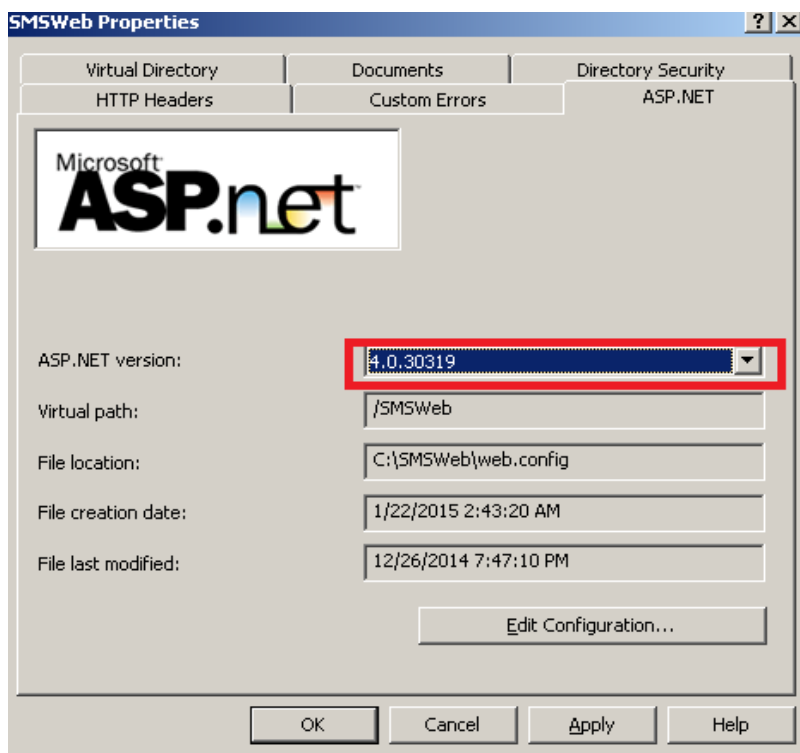 SMSWeb Properties
Virtual Directory Documents Directory Security
HTTP Headers Custom Errors ASP.NET
Microsoft
ASP.net
ASP.NET version: 4.0.30319
Virtual path: /SMSWeb
File location: C:\SMSWeb\web.config
File creation date: 1/22/2015 2:43:20 AM
File last modified: 12/26/2014 7:47:10 PM
Edit Configuration...
OK Cancel Apply Help